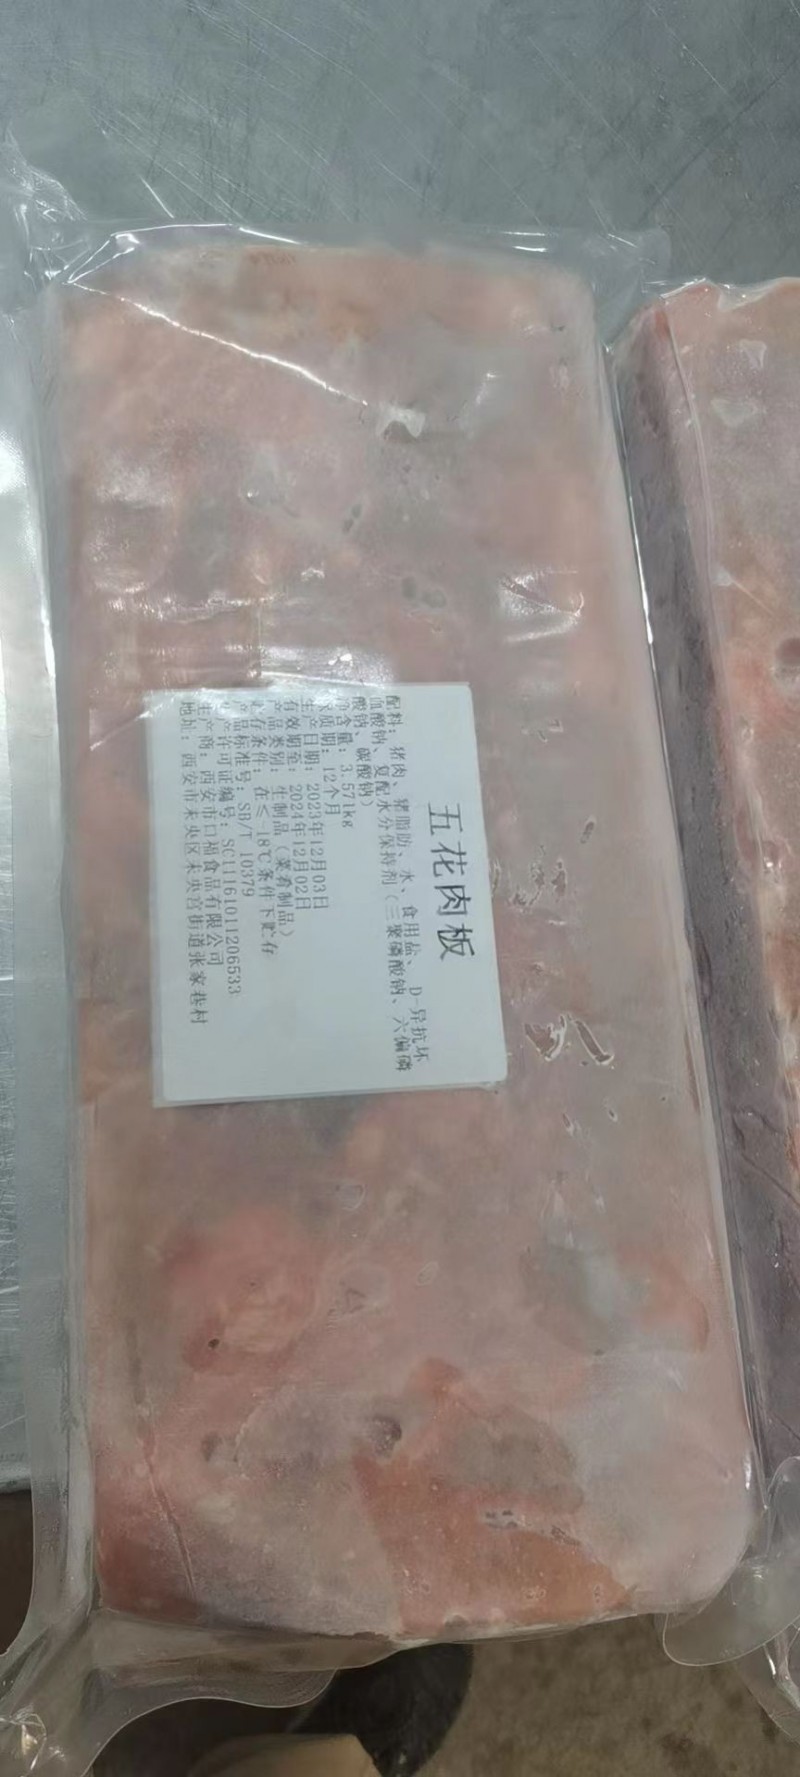 五花肉板
配料：猪肉、猪脂肪、水、食用盐、D-异抗坏
血酸钠、复配水分保持剂（三聚磷酸钠、六偏磷
酸钠、碳酸钠）
净含量：3.571kg
保质期：12个月
生产日期：2023年12月03日
有效期至：2024年12月02日
产品类别：生制品（菜肴制品）
贮存条件：在≤-18℃条件下贮存
产品标准号：SB/T 10379
生产许可证编号：SC11161011206533
生产商：西安市口福食品有限公司
地址：西安市未央区未央宫街道张家巷村